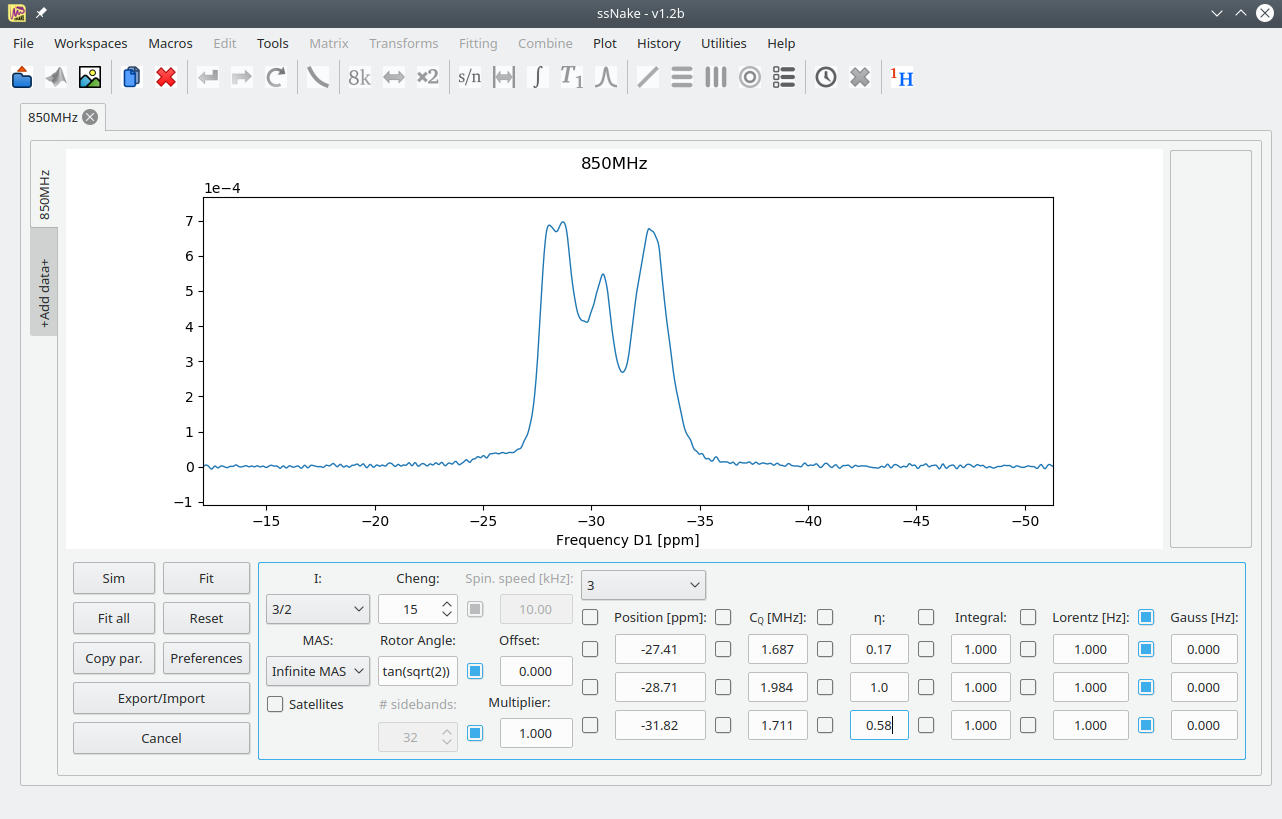 ssNake - v1.2b
File Workspaces Macros Edit Tools Matrix Transforms Fitting Combine Plot History Utilities Help
8k ×2 s/n ∫ T1 1H
850MHz
850MHz
+Add data+
850MHz
1e−4
7
6
5
4
3
2
1
0
−1
−15 −20 −25 −30 −35 −40 −45 −50
Frequency D1 [ppm]
Sim Fit
Fit all Reset
Copy par. Preferences
Export/Import
Cancel
I: Cheng: Spin. speed [kHz]:
3/2 15 10.00
MAS: Rotor Angle: Offset:
Infinite MAS tan(sqrt(2)) 0.000
Satellites # sidebands: Multiplier:
32 1.000
3
Position [ppm]: CQ [MHz]: η: Integral: Lorentz [Hz]: Gauss [Hz]:
-27.41 1.687 0.17 1.000 1.000 0.000
-28.71 1.984 1.0 1.000 1.000 0.000
-31.82 1.711 0.58 1.000 1.000 0.000